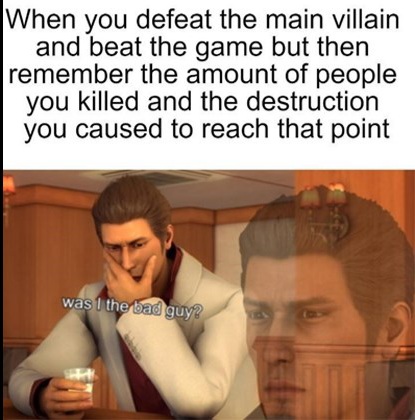 When you defeat the main villain
and beat the game but then
remember the amount of people
you killed and the destruction
you caused to reach that point
was I the bad guy?